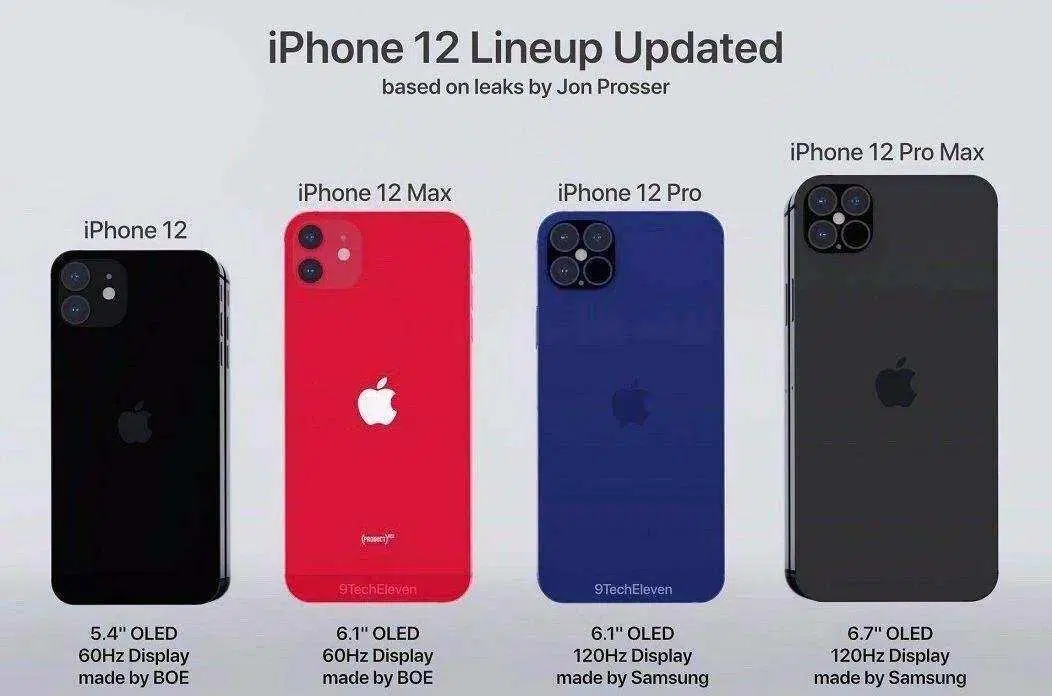 iPhone 12 Lineup Updated
based on leaks by Jon Prosser
iPhone 12
iPhone 12 Max
iPhone 12 Pro
iPhone 12 Pro Max
(PRODUCT)RED
9TechEleven
9TechEleven
5.4" OLED
60Hz Display
made by BOE
6.1" OLED
60Hz Display
made by BOE
6.1" OLED
120Hz Display
made by Samsung
6.7" OLED
120Hz Display
made by Samsung